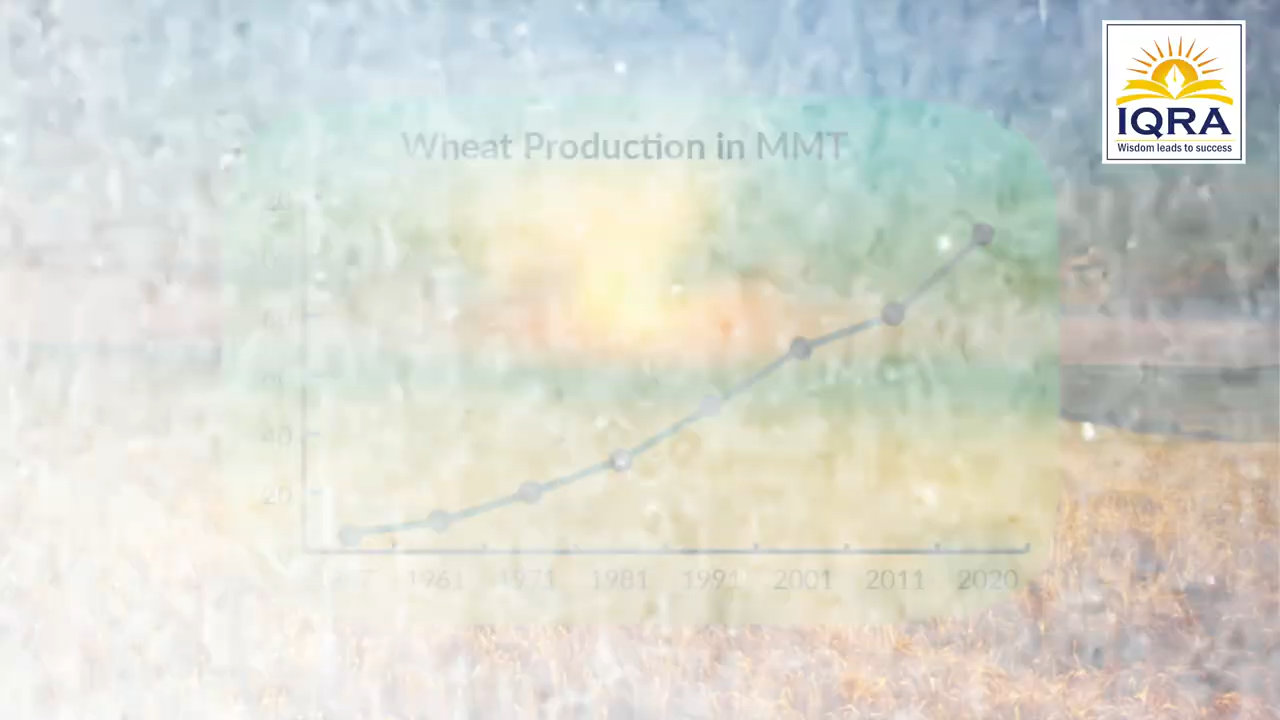 IQRA
Wisdom leads to success
Wheat Production in MMT
40
20
1961 1971 1981 1991 2001 2011 2020